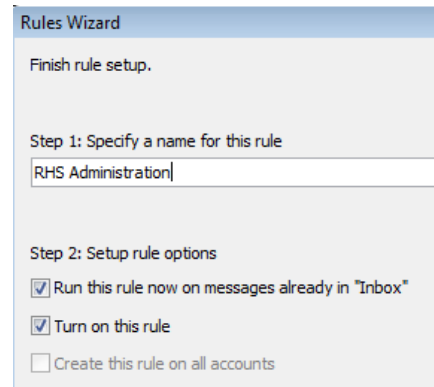 Rules Wizard
Finish rule setup.
Step 1: Specify a name for this rule
RHS Administration
Step 2: Setup rule options
Run this rule now on messages already in "Inbox"
Turn on this rule
Create this rule on all accounts